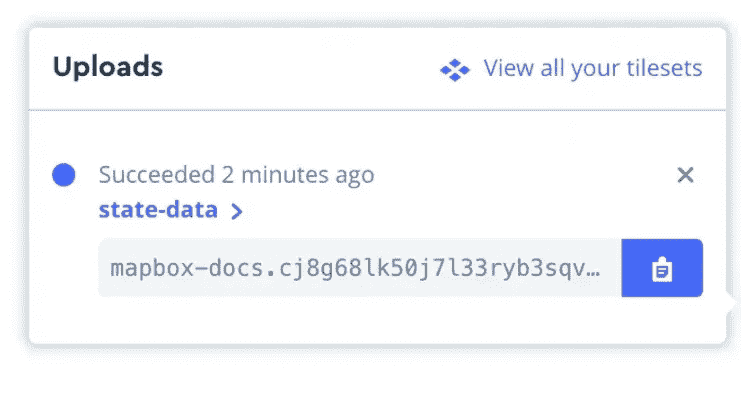 Uploads
View all your tilesets
Succeeded 2 minutes ago
state-data
mapbox-docs.cj8g68lk50j7l33ryb3sqv…